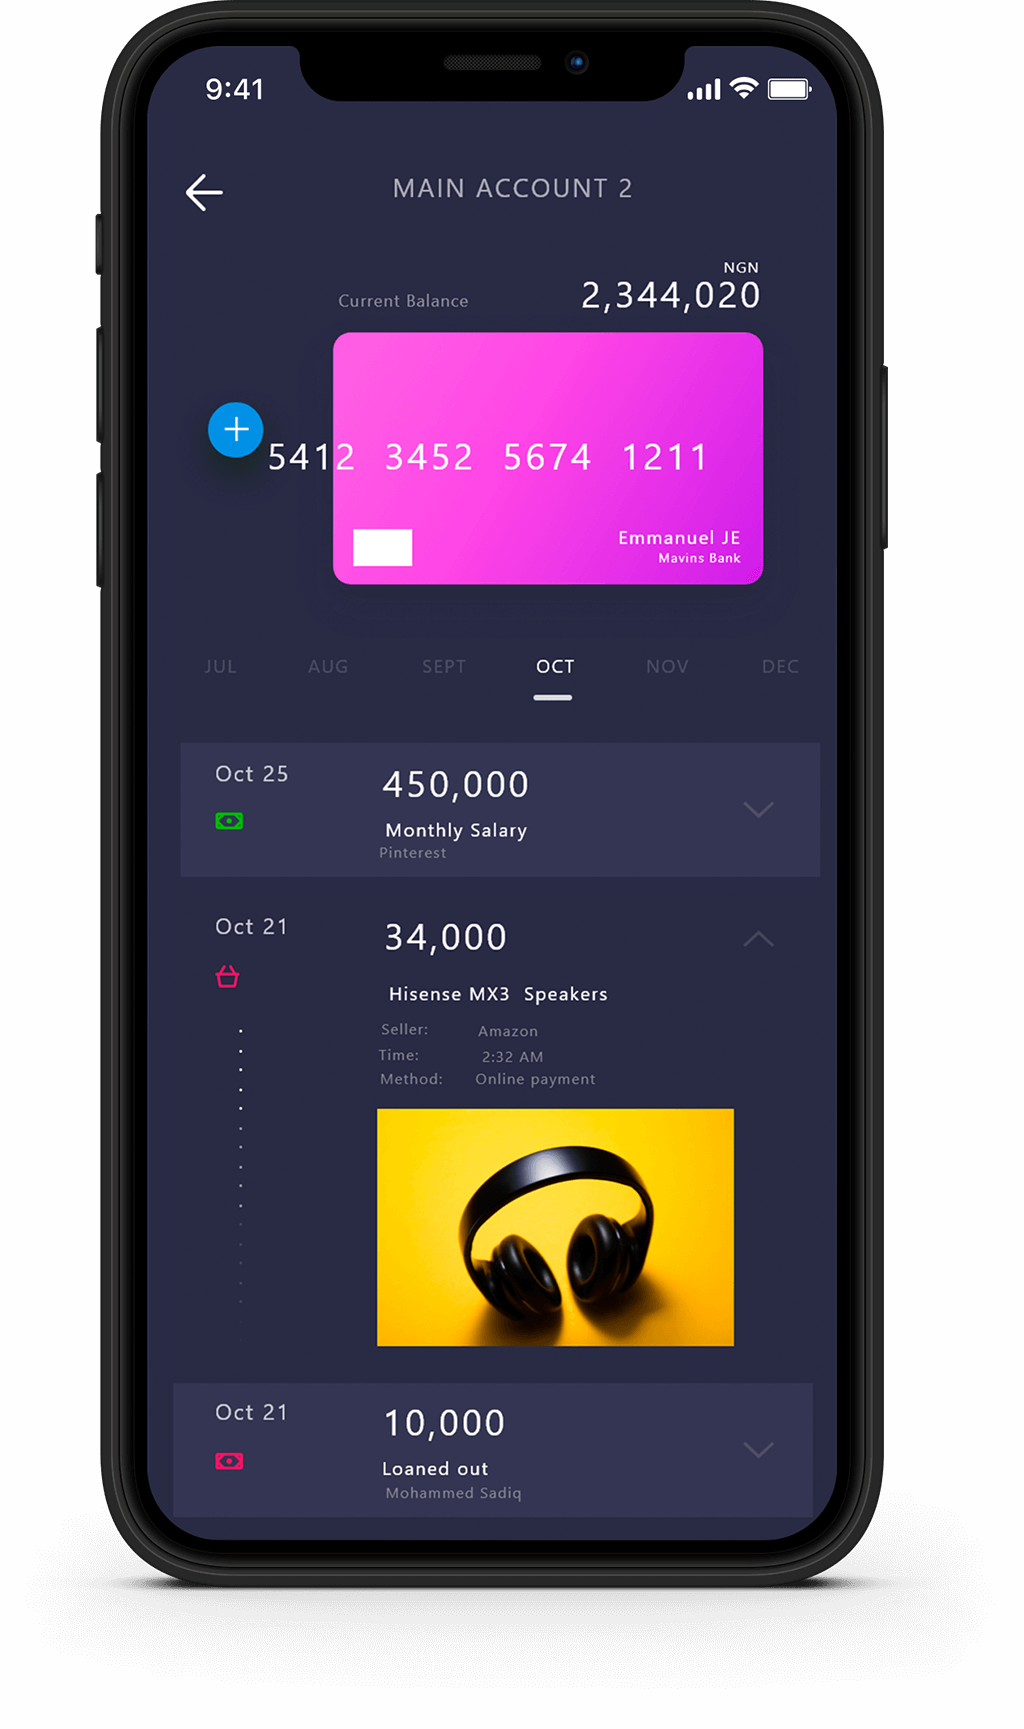 9:41
MAIN ACCOUNT 2
NGN
Current Balance 2,344,020
5412 3452 5674 1211
Emmanuel JE
Mavins Bank
JUL AUG SEPT OCT NOV DEC
Oct 25 450,000
Monthly Salary
Pinterest
Oct 21 34,000
Hisense MX3 Speakers
Seller: Amazon
Time: 2:32 AM
Method: Online payment
Oct 21 10,000
Loaned out
Mohammed Sadiq